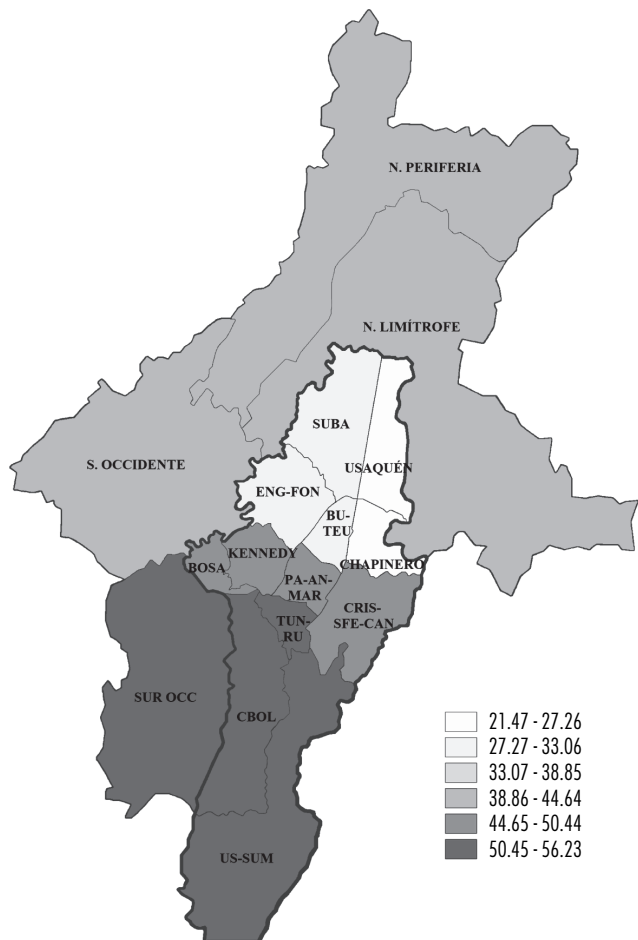 N. PERIFERIA
N. LIMÍTROFE
SUBA
S. OCCIDENTE
USAQUÉN
ENG-FON
BU-
TEU
KENNEDY
BOSA
CHAPINERO
PA-AN-
MAR
CRIS-
SFE-CAN
TUN-
RU
SUR OCC
CBOL
US-SUM
21.47 - 27.26
27.27 - 33.06
33.07 - 38.85
38.86 - 44.64
44.65 - 50.44
50.45 - 56.23